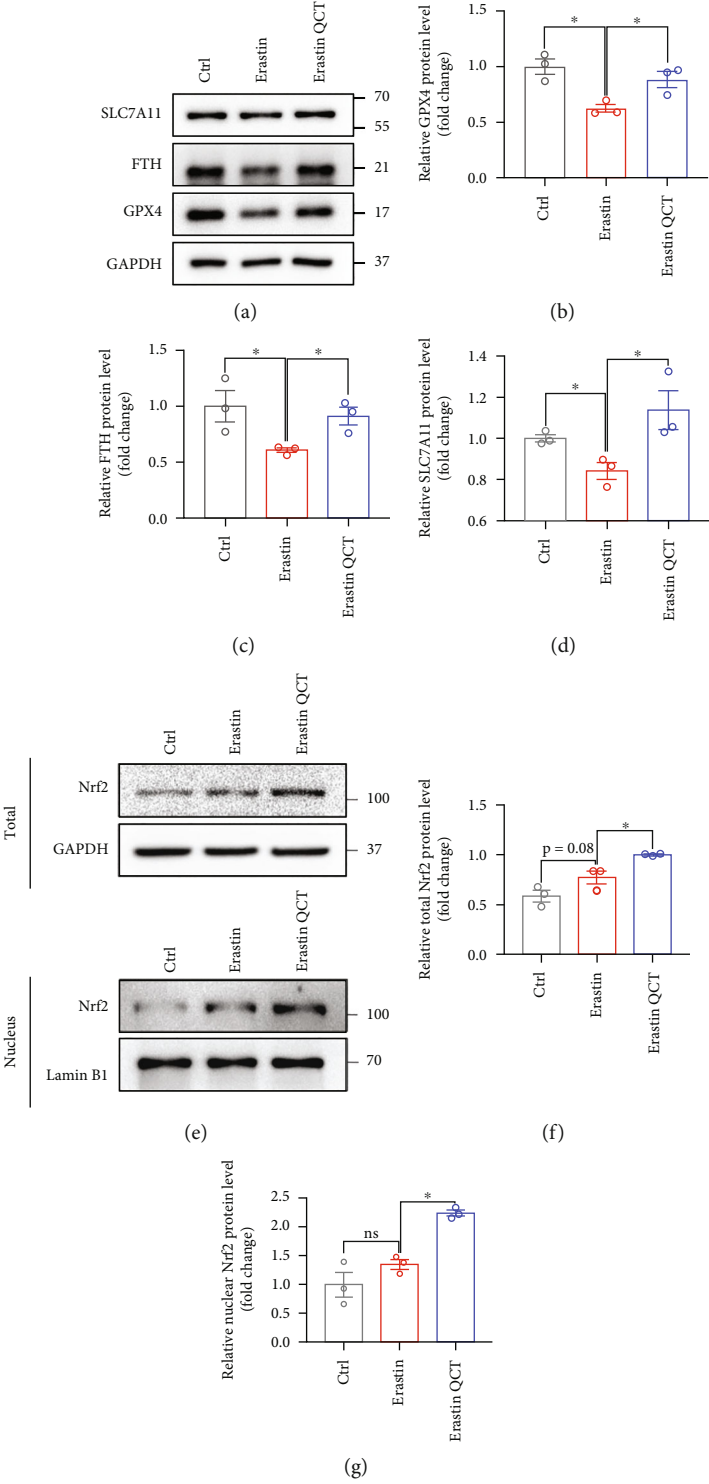 Ctrl
Erastin
Erastin QCT
SLC7A11
70
55
FTH
21
GPX4
17
GAPDH
37
(a)
Relative GPX4 protein level
(fold change)
1.5
1.0
0.5
0.0
*
*
Ctrl
Erastin
Erastin QCT
(b)
Relative FTH protein level
(fold change)
1.5
1.0
0.5
0.0
*
*
Ctrl
Erastin
Erastin QCT
(c)
Relative SLC7A11 protein level
(fold change)
1.4
1.2
1.0
0.8
0.6
*
*
Ctrl
Erastin
Erastin QCT
(d)
Total
Ctrl
Erastin
Erastin QCT
Nrf2
100
GAPDH
37
Nucleus
Ctrl
Erastin
Erastin QCT
Nrf2
100
Lamin B1
70
(e)
Relative total Nrf2 protein level
(fold change)
1.5
1.0
0.5
0.0
p = 0.08
*
Ctrl
Erastin
Erastin QCT
(f)
Relative nuclear Nrf2 protein level
(fold change)
2.5
2.0
1.5
1.0
0.5
0.0
ns
*
Ctrl
Erastin
Erastin QCT
(g)